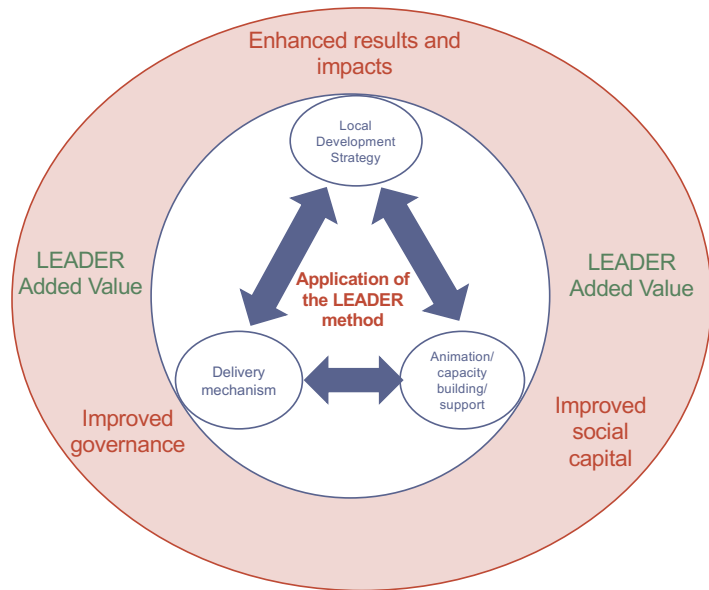 Enhanced results and
impacts
Local
Development
Strategy
LEADER
Added Value
LEADER
Added Value
Application of
the LEADER
method
Delivery
mechanism
Animation/
capacity
building/
support
Improved
governance
Improved
social
capital